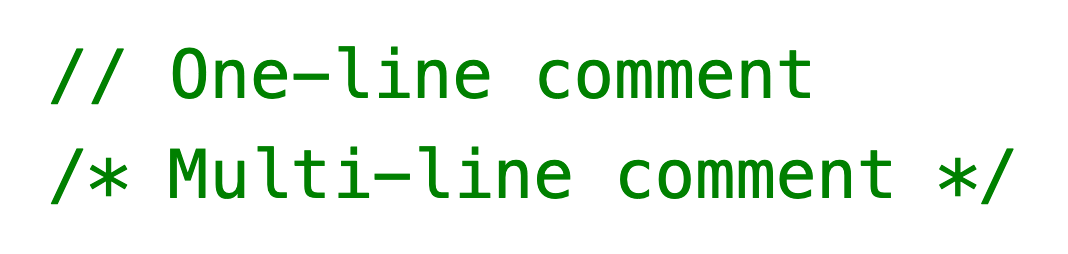 // One-line comment
/* Multi-line comment */